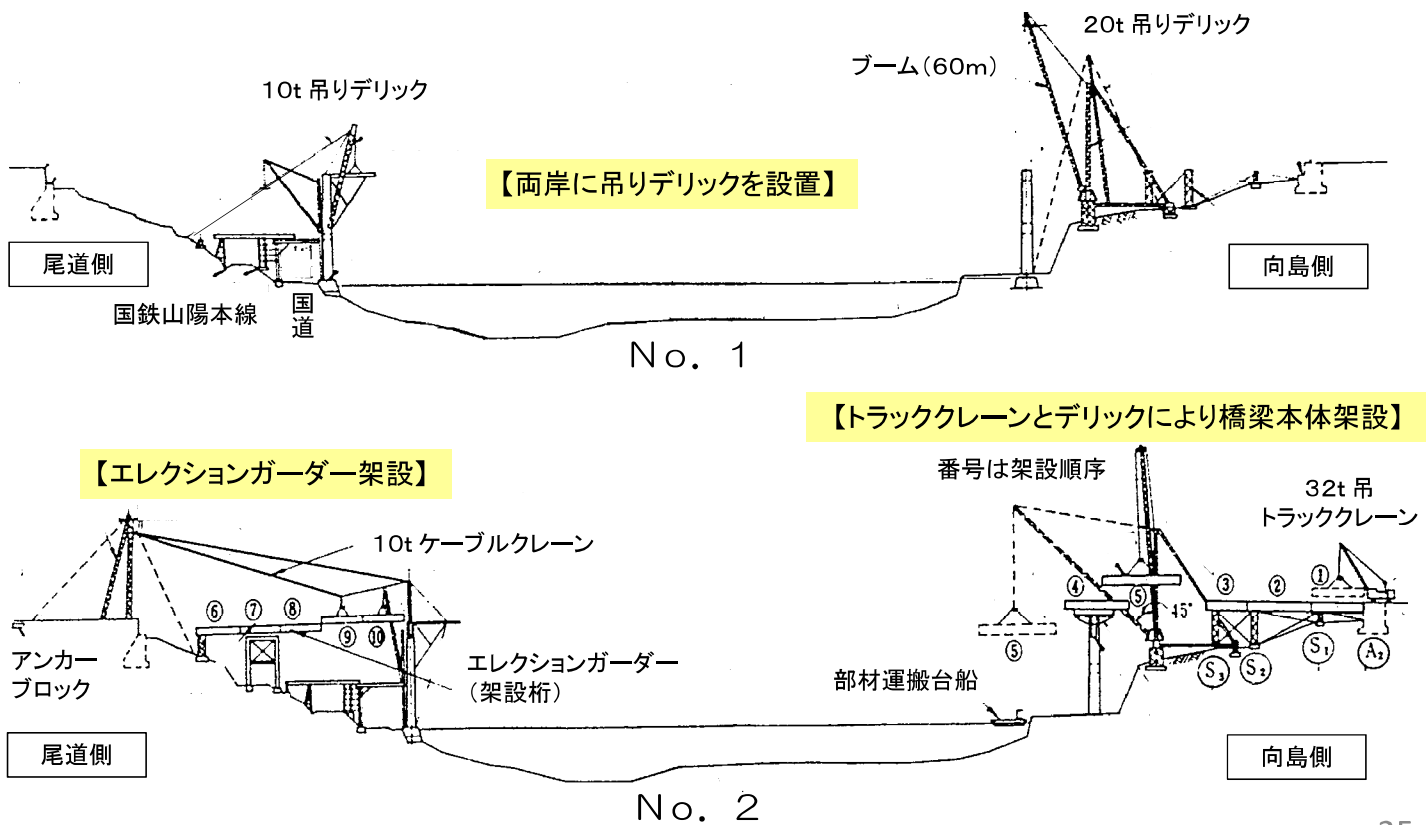 20t 吊りデリック
ブーム(60m)
10t 吊りデリック
【両岸に吊りデリックを設置】
尾道側
向島側
国鉄山陽本線
国道
No. 1
【トラッククレーンとデリックにより橋梁本体架設】
【エレクションガーダー架設】
番号は架設順序
32t 吊
トラッククレーン
10t ケーブルクレーン
⑥ ⑦ ⑧
⑨ ⑩
④ ⑤ ③ ② ①
45°
⑤
S₃ S₂ S₁ A₂
アンカー
ブロック
エレクションガーダー
(架設桁)
部材運搬台船
尾道側
向島側
No. 2
35